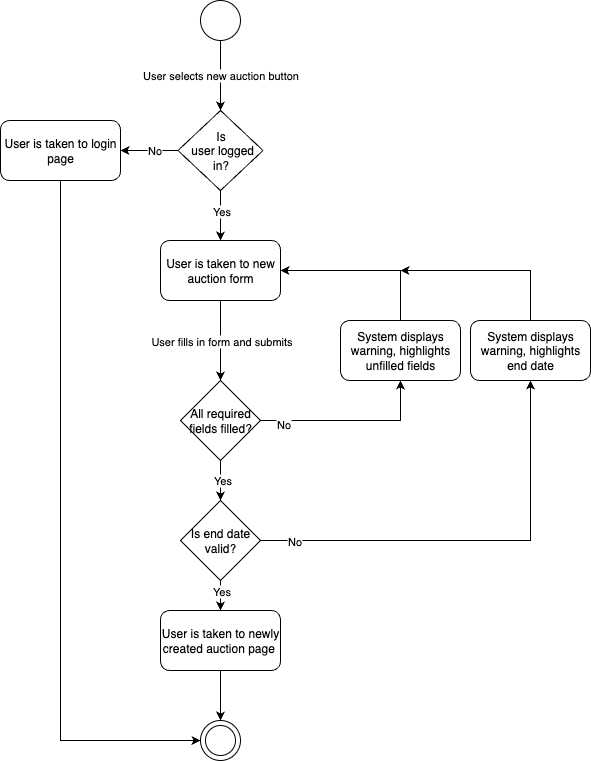 User selects new auction button
Is
user logged
in?
No
User is taken to login
page
Yes
User is taken to new
auction form
User fills in form and submits
System displays
warning, highlights
unfilled fields
System displays
warning, highlights
end date
All required
fields filled?
No
Yes
Is end date
valid?
No
Yes
User is taken to newly
created auction page